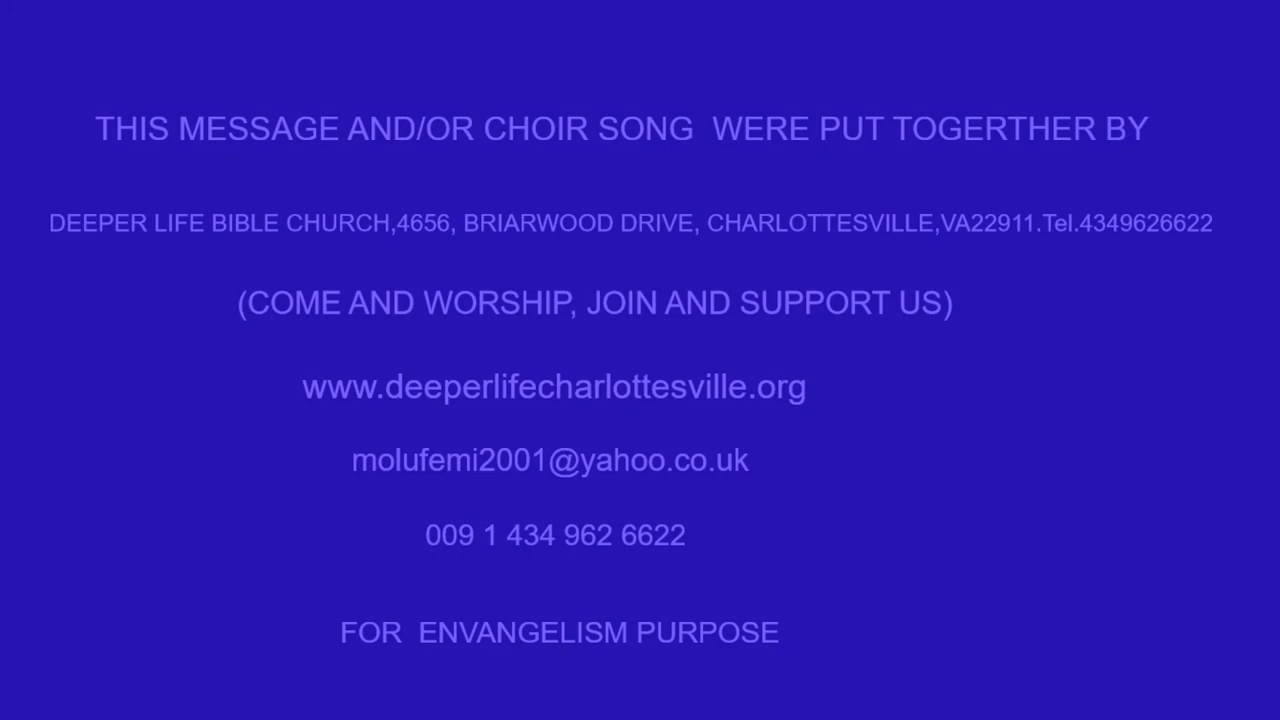 THIS MESSAGE AND/OR CHOIR SONG  WERE PUT TOGERTHER BY
DEEPER LIFE BIBLE CHURCH,4656, BRIARWOOD DRIVE, CHARLOTTESVILLE,VA22911.Tel.4349626622
(COME AND WORSHIP, JOIN AND SUPPORT US)
www.deeperlifecharlottesville.org
molufemi2001@yahoo.co.uk
009 1 434 962 6622
FOR  ENVANGELISM PURPOSE